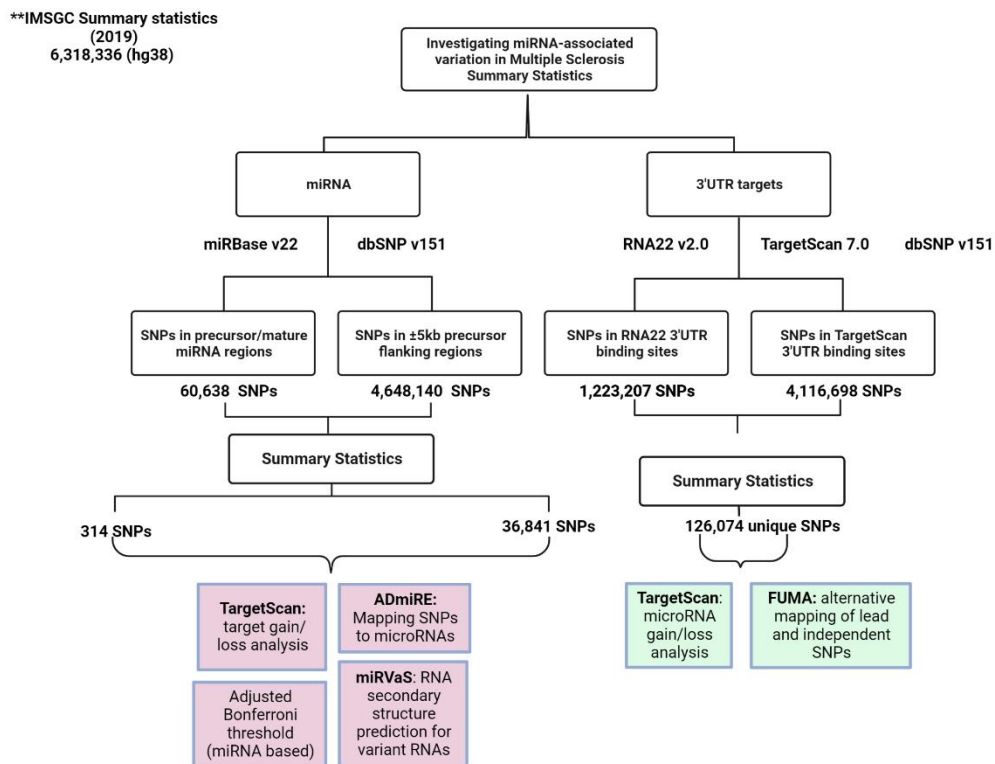 **IMSGC Summary statistics
(2019)
6,318,336 (hg38)
Investigating miRNA-associated
variation in Multiple Sclerosis
Summary Statistics
miRNA
3'UTR targets
miRBase v22
dbSNP v151
RNA22 v2.0
TargetScan 7.0
dbSNP v151
SNPs in precursor/mature
miRNA regions
SNPs in ±5kb precursor
flanking regions
SNPs in RNA22 3'UTR
binding sites
SNPs in TargetScan
3'UTR binding sites
60,638 SNPs
4,648,140 SNPs
1,223,207 SNPs
4,116,698 SNPs
Summary Statistics
Summary Statistics
314 SNPs
36,841 SNPs
126,074 unique SNPs
TargetScan:
target gain/
loss analysis
ADmiRE:
Mapping SNPs
to microRNAs
Adjusted
Bonferroni
threshold
(miRNA based)
miRVaS: RNA
secondary
structure
prediction for
variant RNAs
TargetScan:
microRNA
gain/loss
analysis
FUMA: alternative
mapping of lead
and independent
SNPs